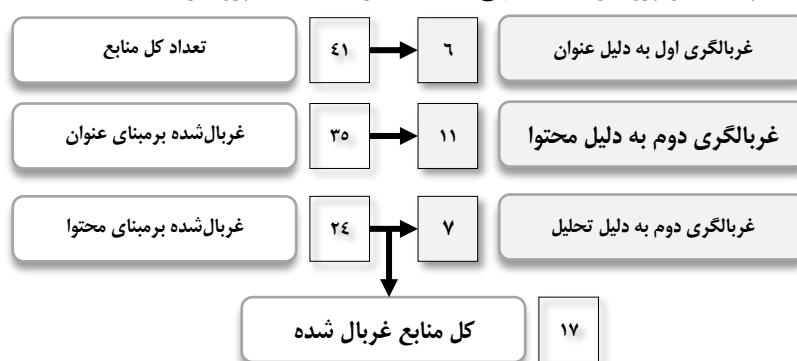 غربالگری اول به دلیل عنوان ٦ ٤١ تعداد کل منابع
غربالگری دوم به دلیل محتوا ١١ ٣٥ غربال‌شده برمبنای عنوان
غربالگری دوم به دلیل تحلیل ٧ ٢٤ غربال‌شده برمبنای محتوا
١٧ کل منابع غربال شده